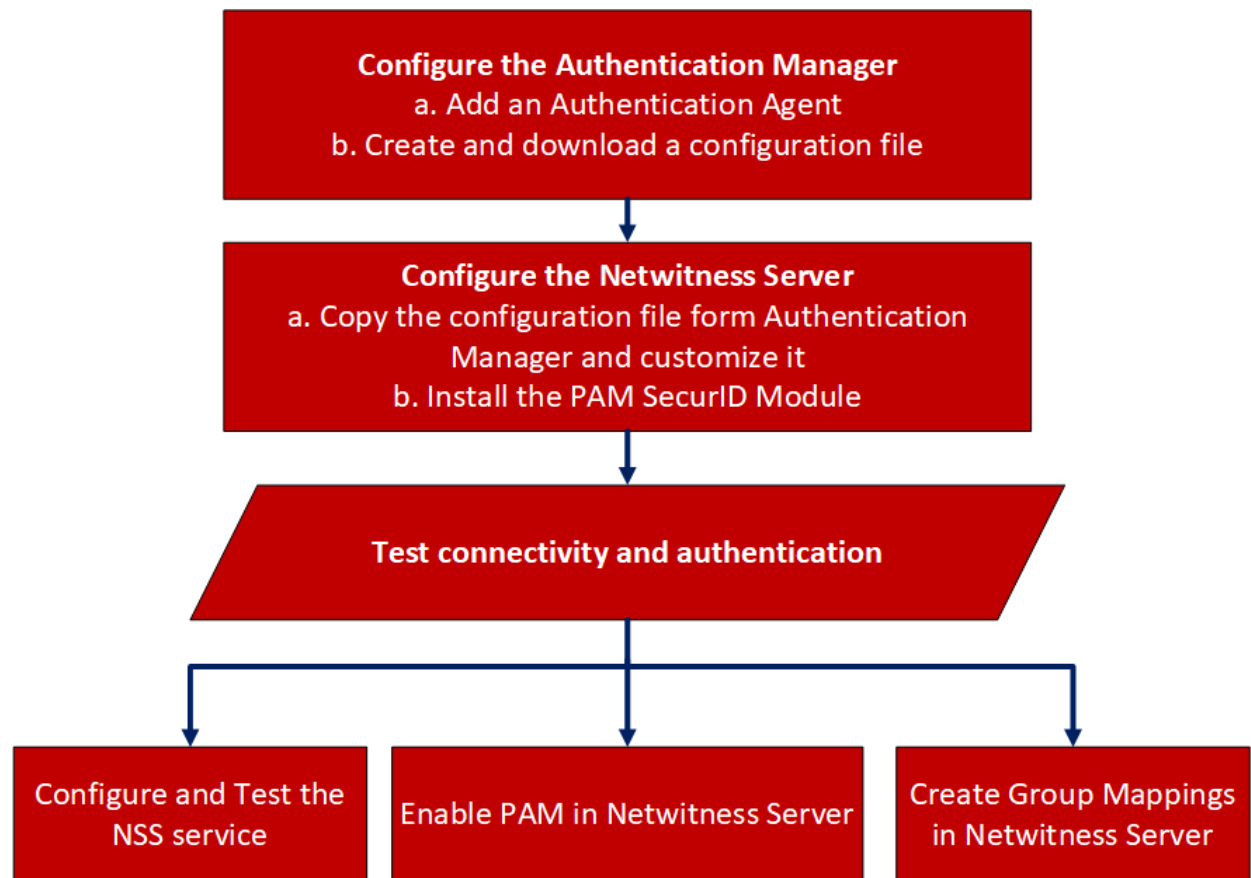 Configure the Authentication Manager
a. Add an Authentication Agent
b. Create and download a configuration file
Configure the Netwitness Server
a. Copy the configuration file form Authentication
Manager and customize it
b. Install the PAM SecurID Module
Test connectivity and authentication
Configure and Test the
NSS service
Enable PAM in Netwitness Server
Create Group Mappings
in Netwitness Server